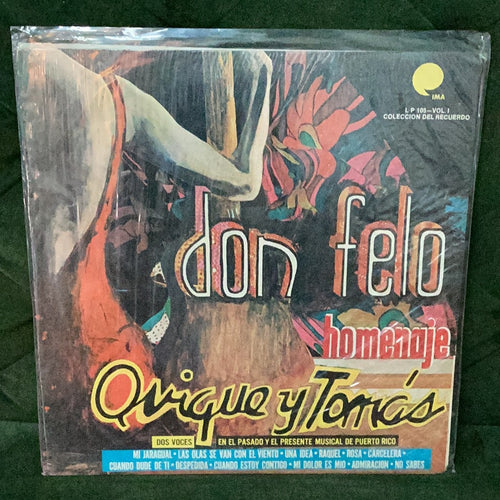 IMA
L P 105-VOL. I
COLECCION DEL RECUERDO
don felo
homenaje
Quique y Tomás
DOS VOCES EN EL PASADO Y EL PRESENTE MUSICAL DE PUERTO RICO
MI JARAGUAL · LAS OLAS SE VAN CON EL VIENTO · UNA IDEA · RAQUEL · ROSA · CARCELERA ·
CUANDO DUDE DE TI · DESPEDIDA · CUANDO ESTOY CONTIGO · MI DOLOR ES MIO · ADMIRACION · NO SABES